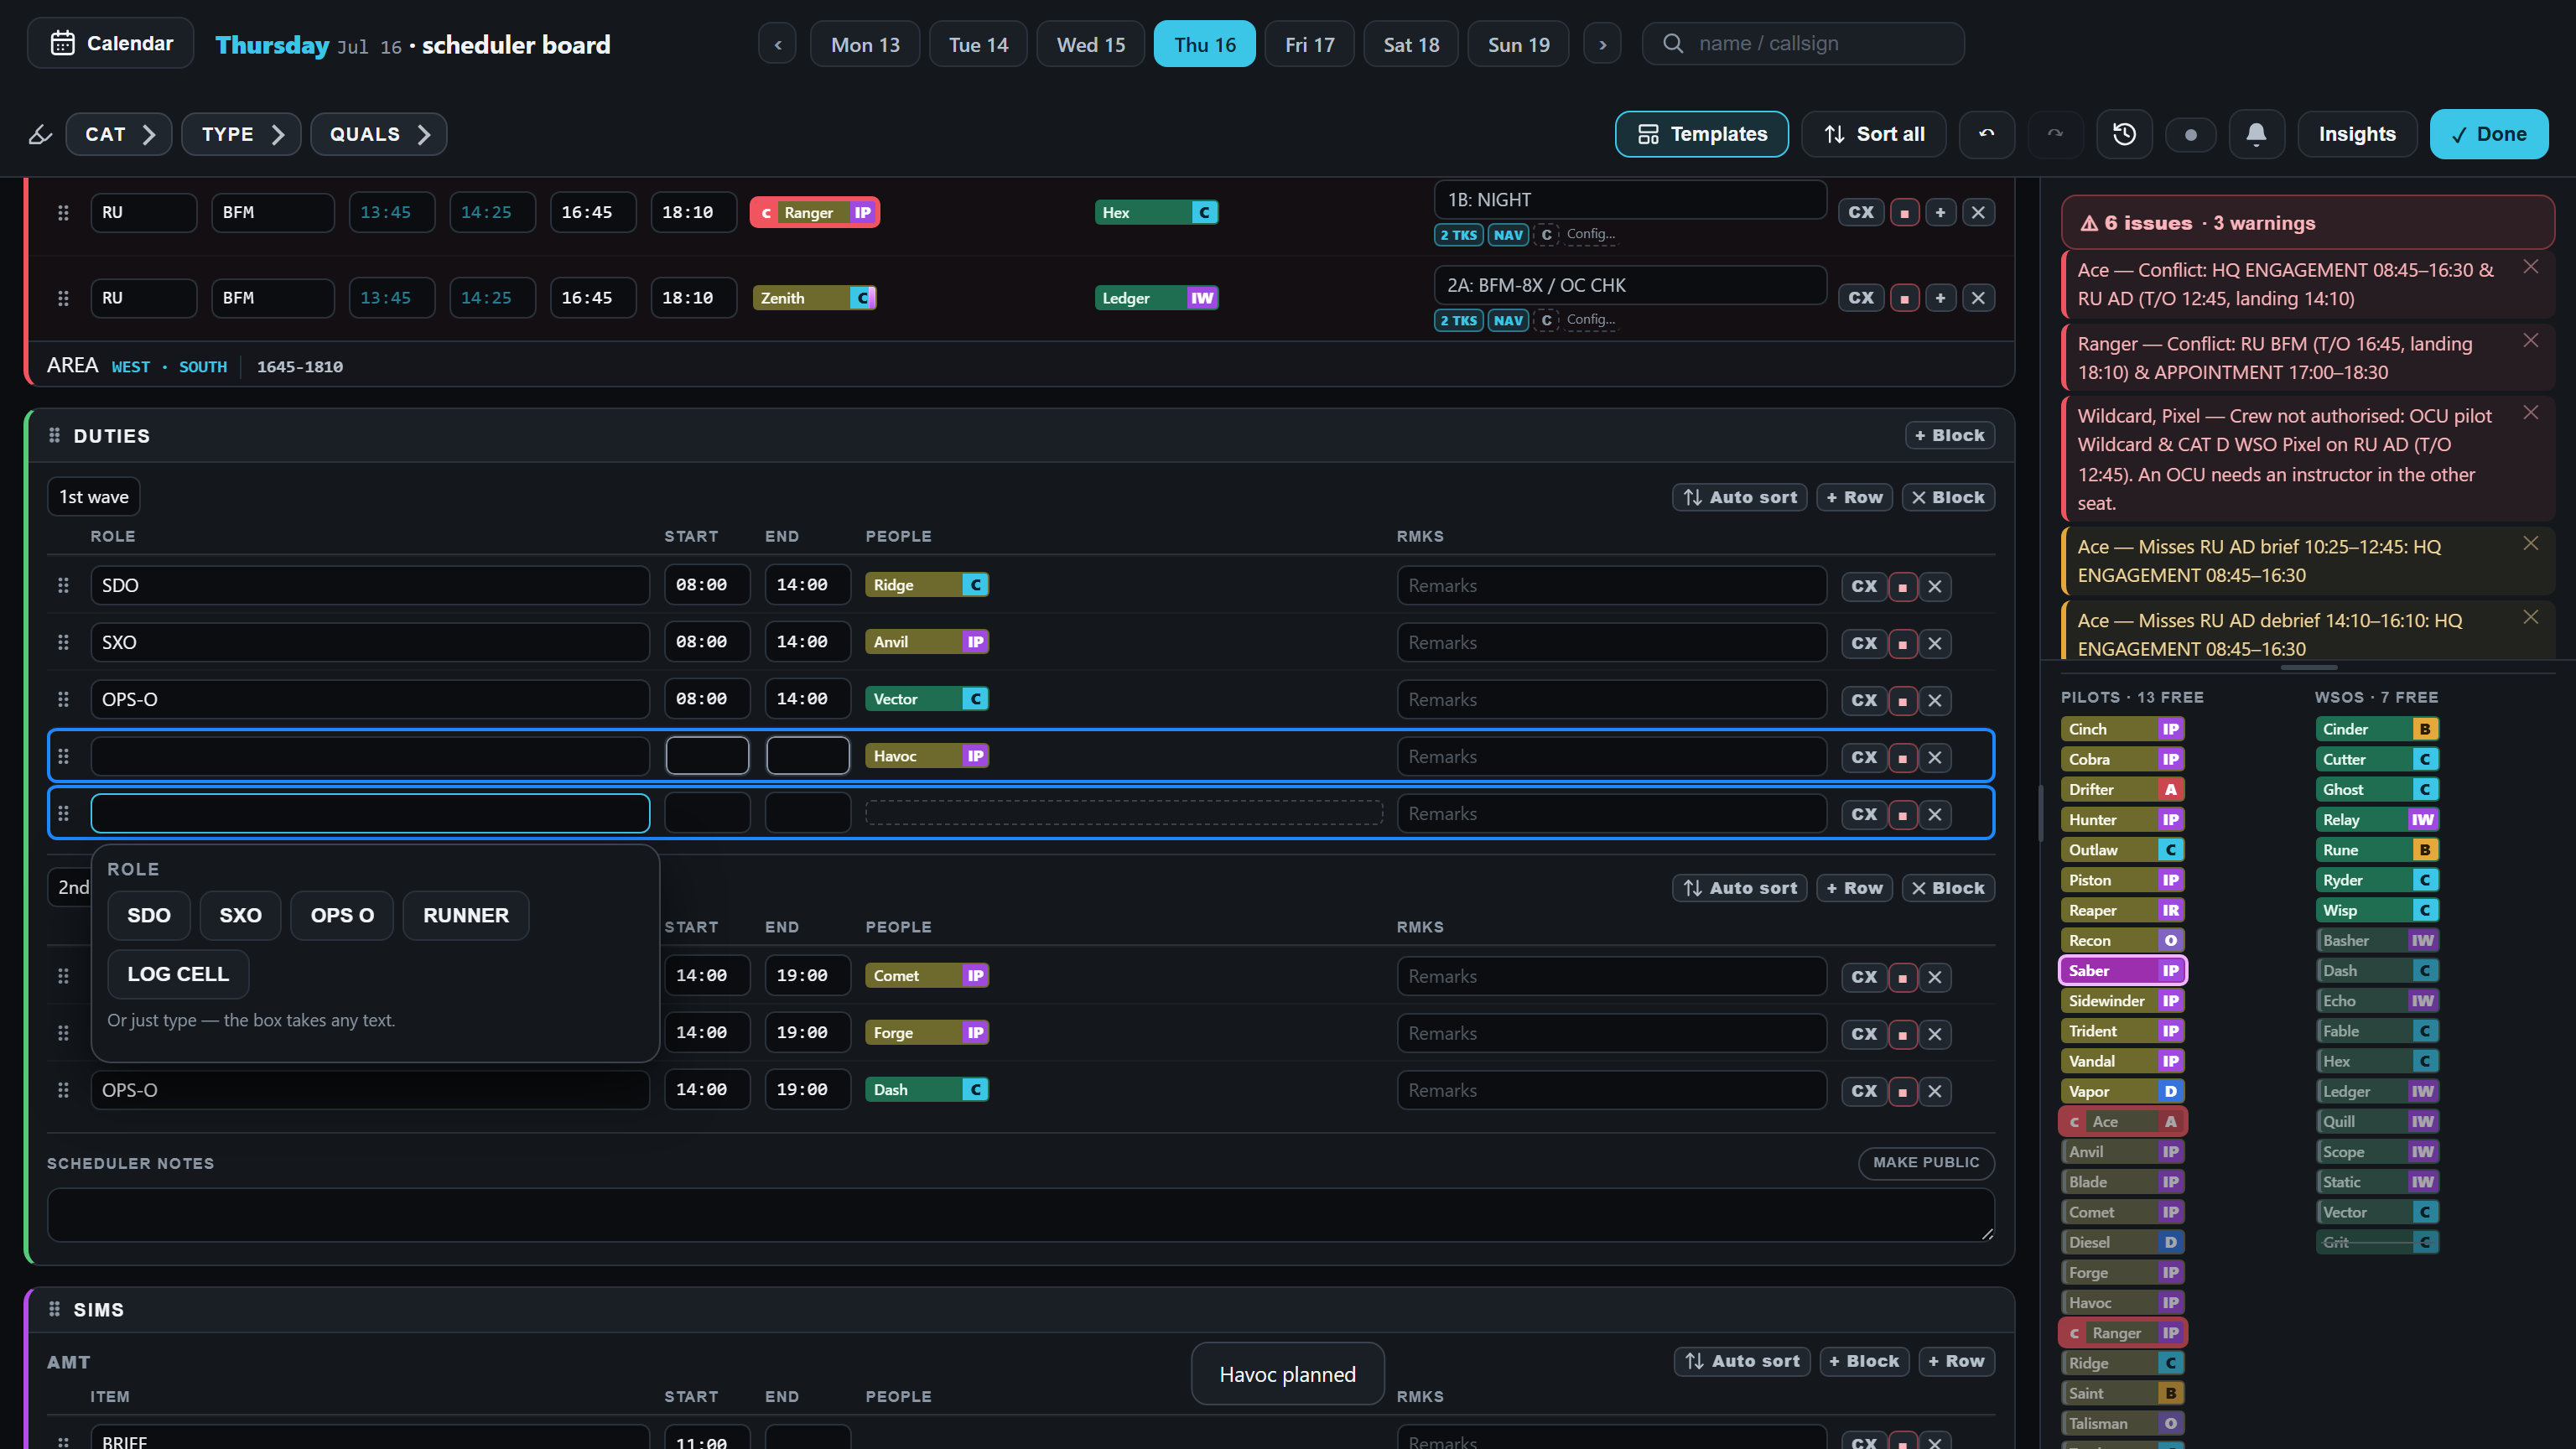 Calendar
Thursday Jul 16 · scheduler board
‹ Mon 13 Tue 14 Wed 15 Thu 16 Fri 17 Sat 18 Sun 19 ›
name / callsign
CAT TYPE QUALS
Templates Sort all Insights ✓ Done
RU BFM 13:45 14:25 16:45 18:10 c Ranger IP Hex C 1B: NIGHT CX + ×
2 TKS NAV C Config...
RU BFM 13:45 14:25 16:45 18:10 Zenith C Ledger IW 2A: BFM-8X / OC CHK CX + ×
2 TKS NAV C Config...
AREA WEST · SOUTH 1645-1810
DUTIES + Block
1st wave Auto sort + Row × Block
ROLE START END PEOPLE RMKS
SDO 08:00 14:00 Ridge C Remarks CX ×
SXO 08:00 14:00 Anvil IP Remarks CX ×
OPS-O 08:00 14:00 Vector C Remarks CX ×
Havoc IP Remarks CX ×
Remarks CX ×
ROLE
SDO SXO OPS O RUNNER
LOG CELL
Or just type — the box takes any text.
2nd Auto sort + Row × Block
START END PEOPLE RMKS
14:00 19:00 Comet IP Remarks CX ×
14:00 19:00 Forge IP Remarks CX ×
OPS-O 14:00 19:00 Dash C Remarks CX ×
SCHEDULER NOTES MAKE PUBLIC
SIMS
AMT Auto sort + Block + Row
ITEM START END PEOPLE RMKS
BRIEF 11:00 Remarks CX ×
Havoc planned
⚠ 6 issues · 3 warnings
Ace — Conflict: HQ ENGAGEMENT 08:45–16:30 &
RU AD (T/O 12:45, landing 14:10)
Ranger — Conflict: RU BFM (T/O 16:45, landing
18:10) & APPOINTMENT 17:00–18:30
Wildcard, Pixel — Crew not authorised: OCU pilot
Wildcard & CAT D WSO Pixel on RU AD (T/O
12:45). An OCU needs an instructor in the other
seat.
Ace — Misses RU AD brief 10:25–12:45: HQ
ENGAGEMENT 08:45–16:30
Ace — Misses RU AD debrief 14:10–16:10: HQ
ENGAGEMENT 08:45–16:30
PILOTS · 13 FREE
Cinch IP
Cobra IP
Drifter A
Hunter IP
Outlaw C
Piston IP
Reaper IR
Recon O
Saber IP
Sidewinder IP
Trident IP
Vandal IP
Vapor D
c Ace A
Anvil IP
Blade IP
Comet IP
Diesel D
Forge IP
Havoc IP
c Ranger IP
Ridge C
Saint B
Talisman O
WSOS · 7 FREE
Cinder B
Cutter C
Ghost C
Relay IW
Rune B
Ryder C
Wisp C
Basher IW
Dash C
Echo IW
Fable C
Hex C
Ledger IW
Quill IW
Scope IW
Static IW
Vector C
Grit C